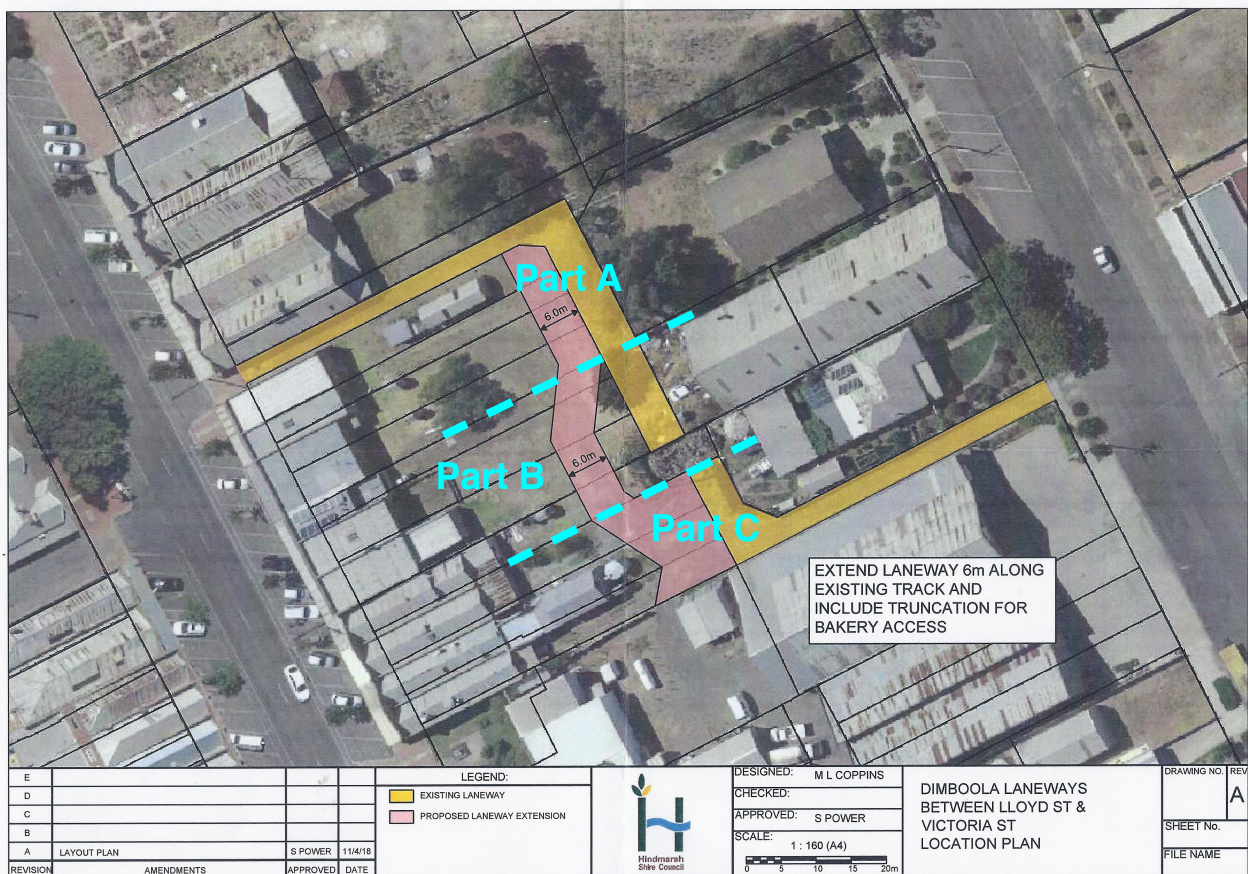 Part A
6.0m
6.0m
Part B
Part C
EXTEND LANEWAY 6m ALONG
EXISTING TRACK AND
INCLUDE TRUNCATION FOR
BAKERY ACCESS
E
D
C
B
A LAYOUT PLAN S POWER 11/4/18
REVISION AMENDMENTS APPROVED DATE
LEGEND:
EXISTING LANEWAY
PROPOSED LANEWAY EXTENSION
Hindmarsh
Shire Council
DESIGNED: M L COPPINS
CHECKED:
APPROVED: S POWER
SCALE:
1 : 160 (A4)
0 5 10 15 20m
DIMBOOLA LANEWAYS
BETWEEN LLOYD ST &
VICTORIA ST
LOCATION PLAN
DRAWING NO. REV
A
SHEET No.
FILE NAME